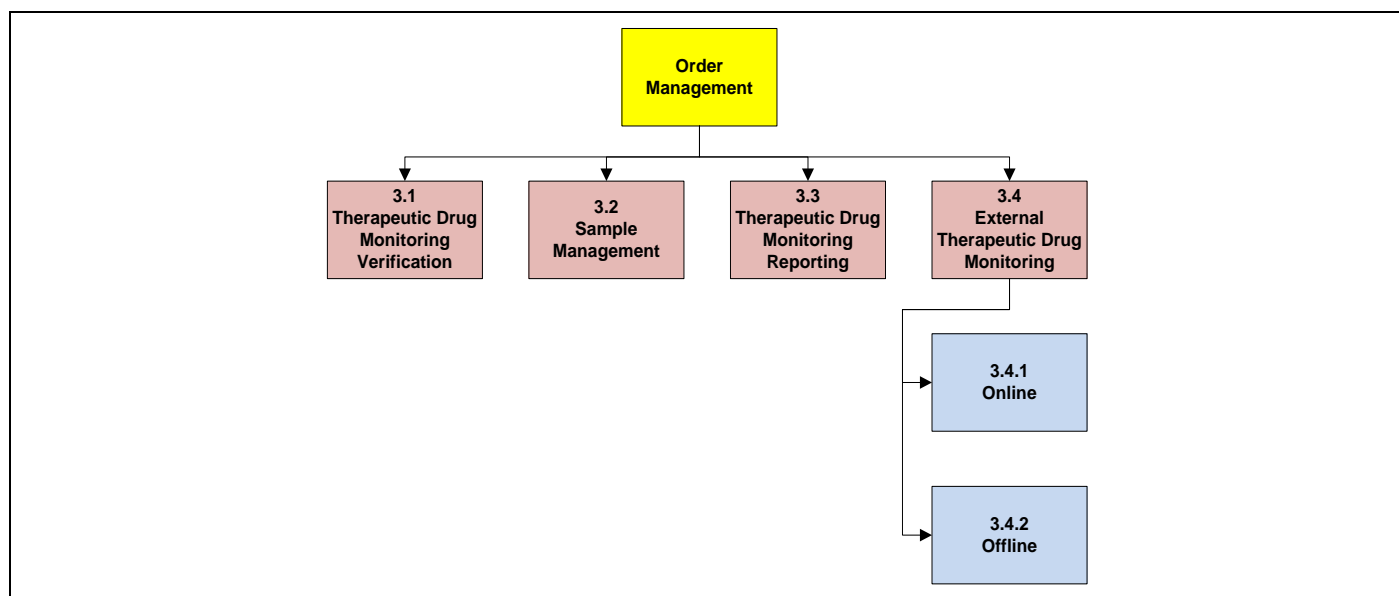 Order
Management
3.1
Therapeutic Drug
Monitoring
Verification
3.2
Sample
Management
3.3
Therapeutic Drug
Monitoring
Reporting
3.4
External
Therapeutic Drug
Monitoring
3.4.1
Online
3.4.2
Offline